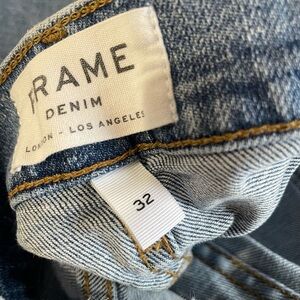 FRAME
DENIM
LONDON - LOS ANGELES
32